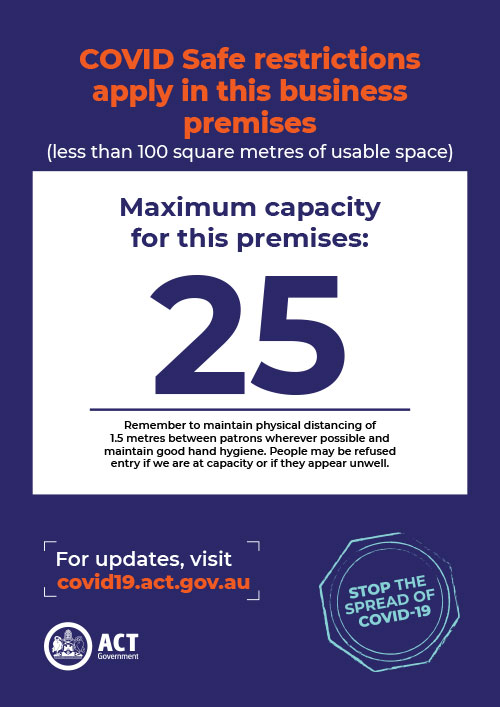 COVID Safe restrictions
apply in this business
premises
(less than 100 square metres of usable space)
Maximum capacity
for this premises:
25
Remember to maintain physical distancing of
1.5 metres between patrons wherever possible and
maintain good hand hygiene. People may be refused
entry if we are at capacity or if they appear unwell.
For updates, visit
covid19.act.gov.au
ACT
Government
STOP THE
SPREAD OF
COVID-19